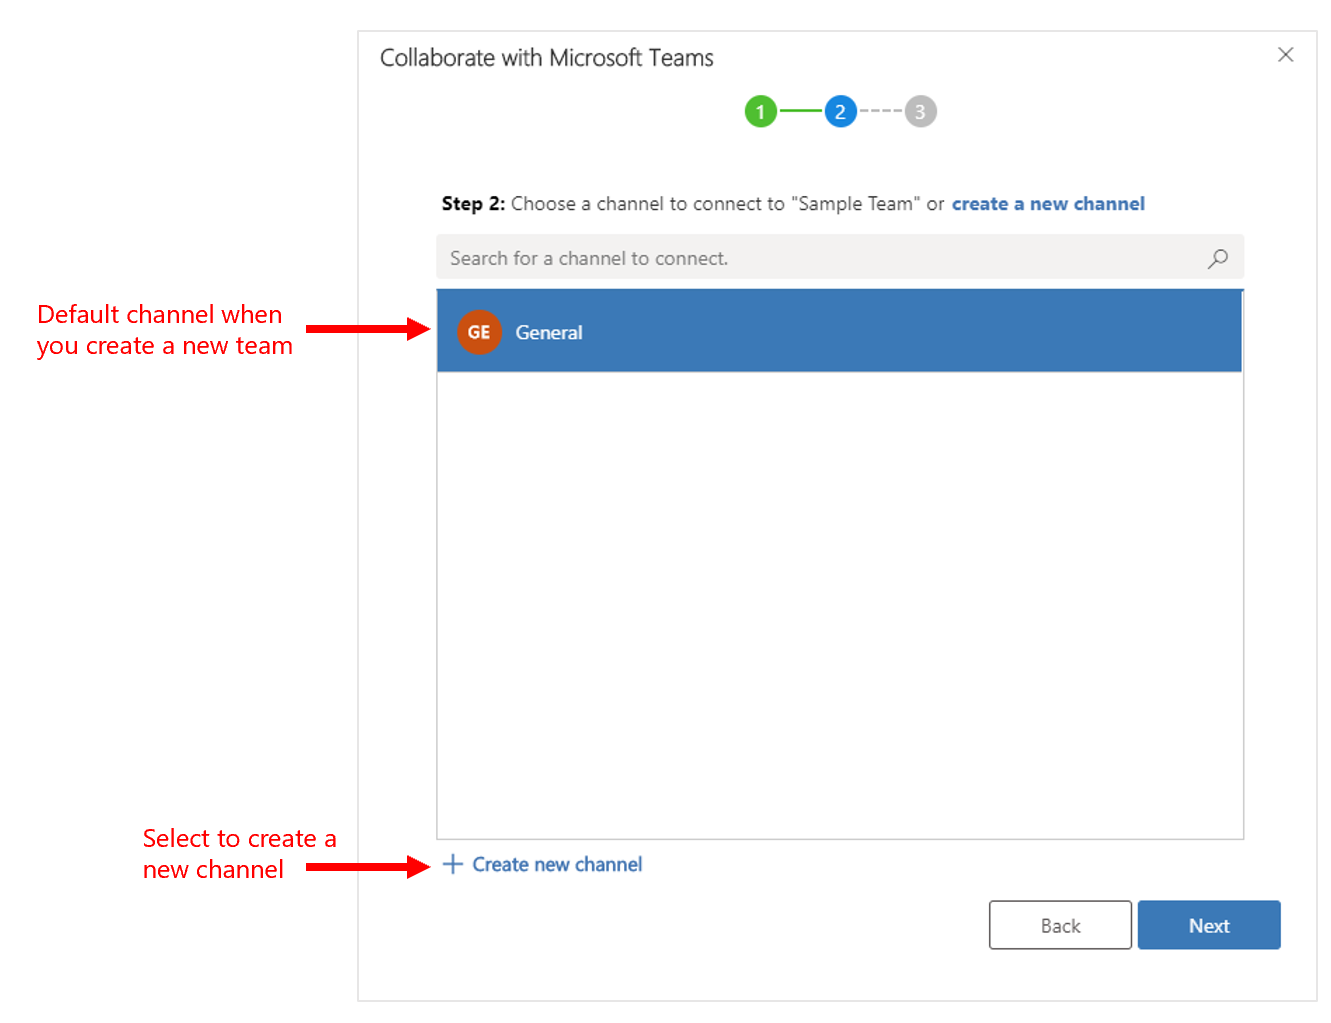 Collaborate with Microsoft Teams
1 2 3
Step 2: Choose a channel to connect to "Sample Team" or create a new channel
Search for a channel to connect.
Default channel when
you create a new team
GE General
Select to create a
new channel
Create new channel
Back Next